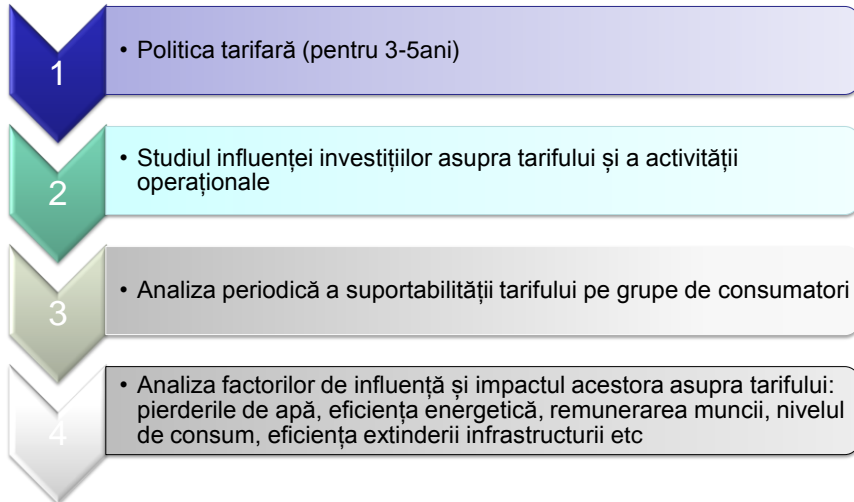 1
• Politica tarifară (pentru 3-5ani)
2
• Studiul influenței investițiilor asupra tarifului și a activității
operaționale
3
• Analiza periodică a suportabilității tarifului pe grupe de consumatori
4
• Analiza factorilor de influență și impactul acestora asupra tarifului:
pierderile de apă, eficiența energetică, remunerarea muncii, nivelul
de consum, eficiența extinderii infrastructurii etc